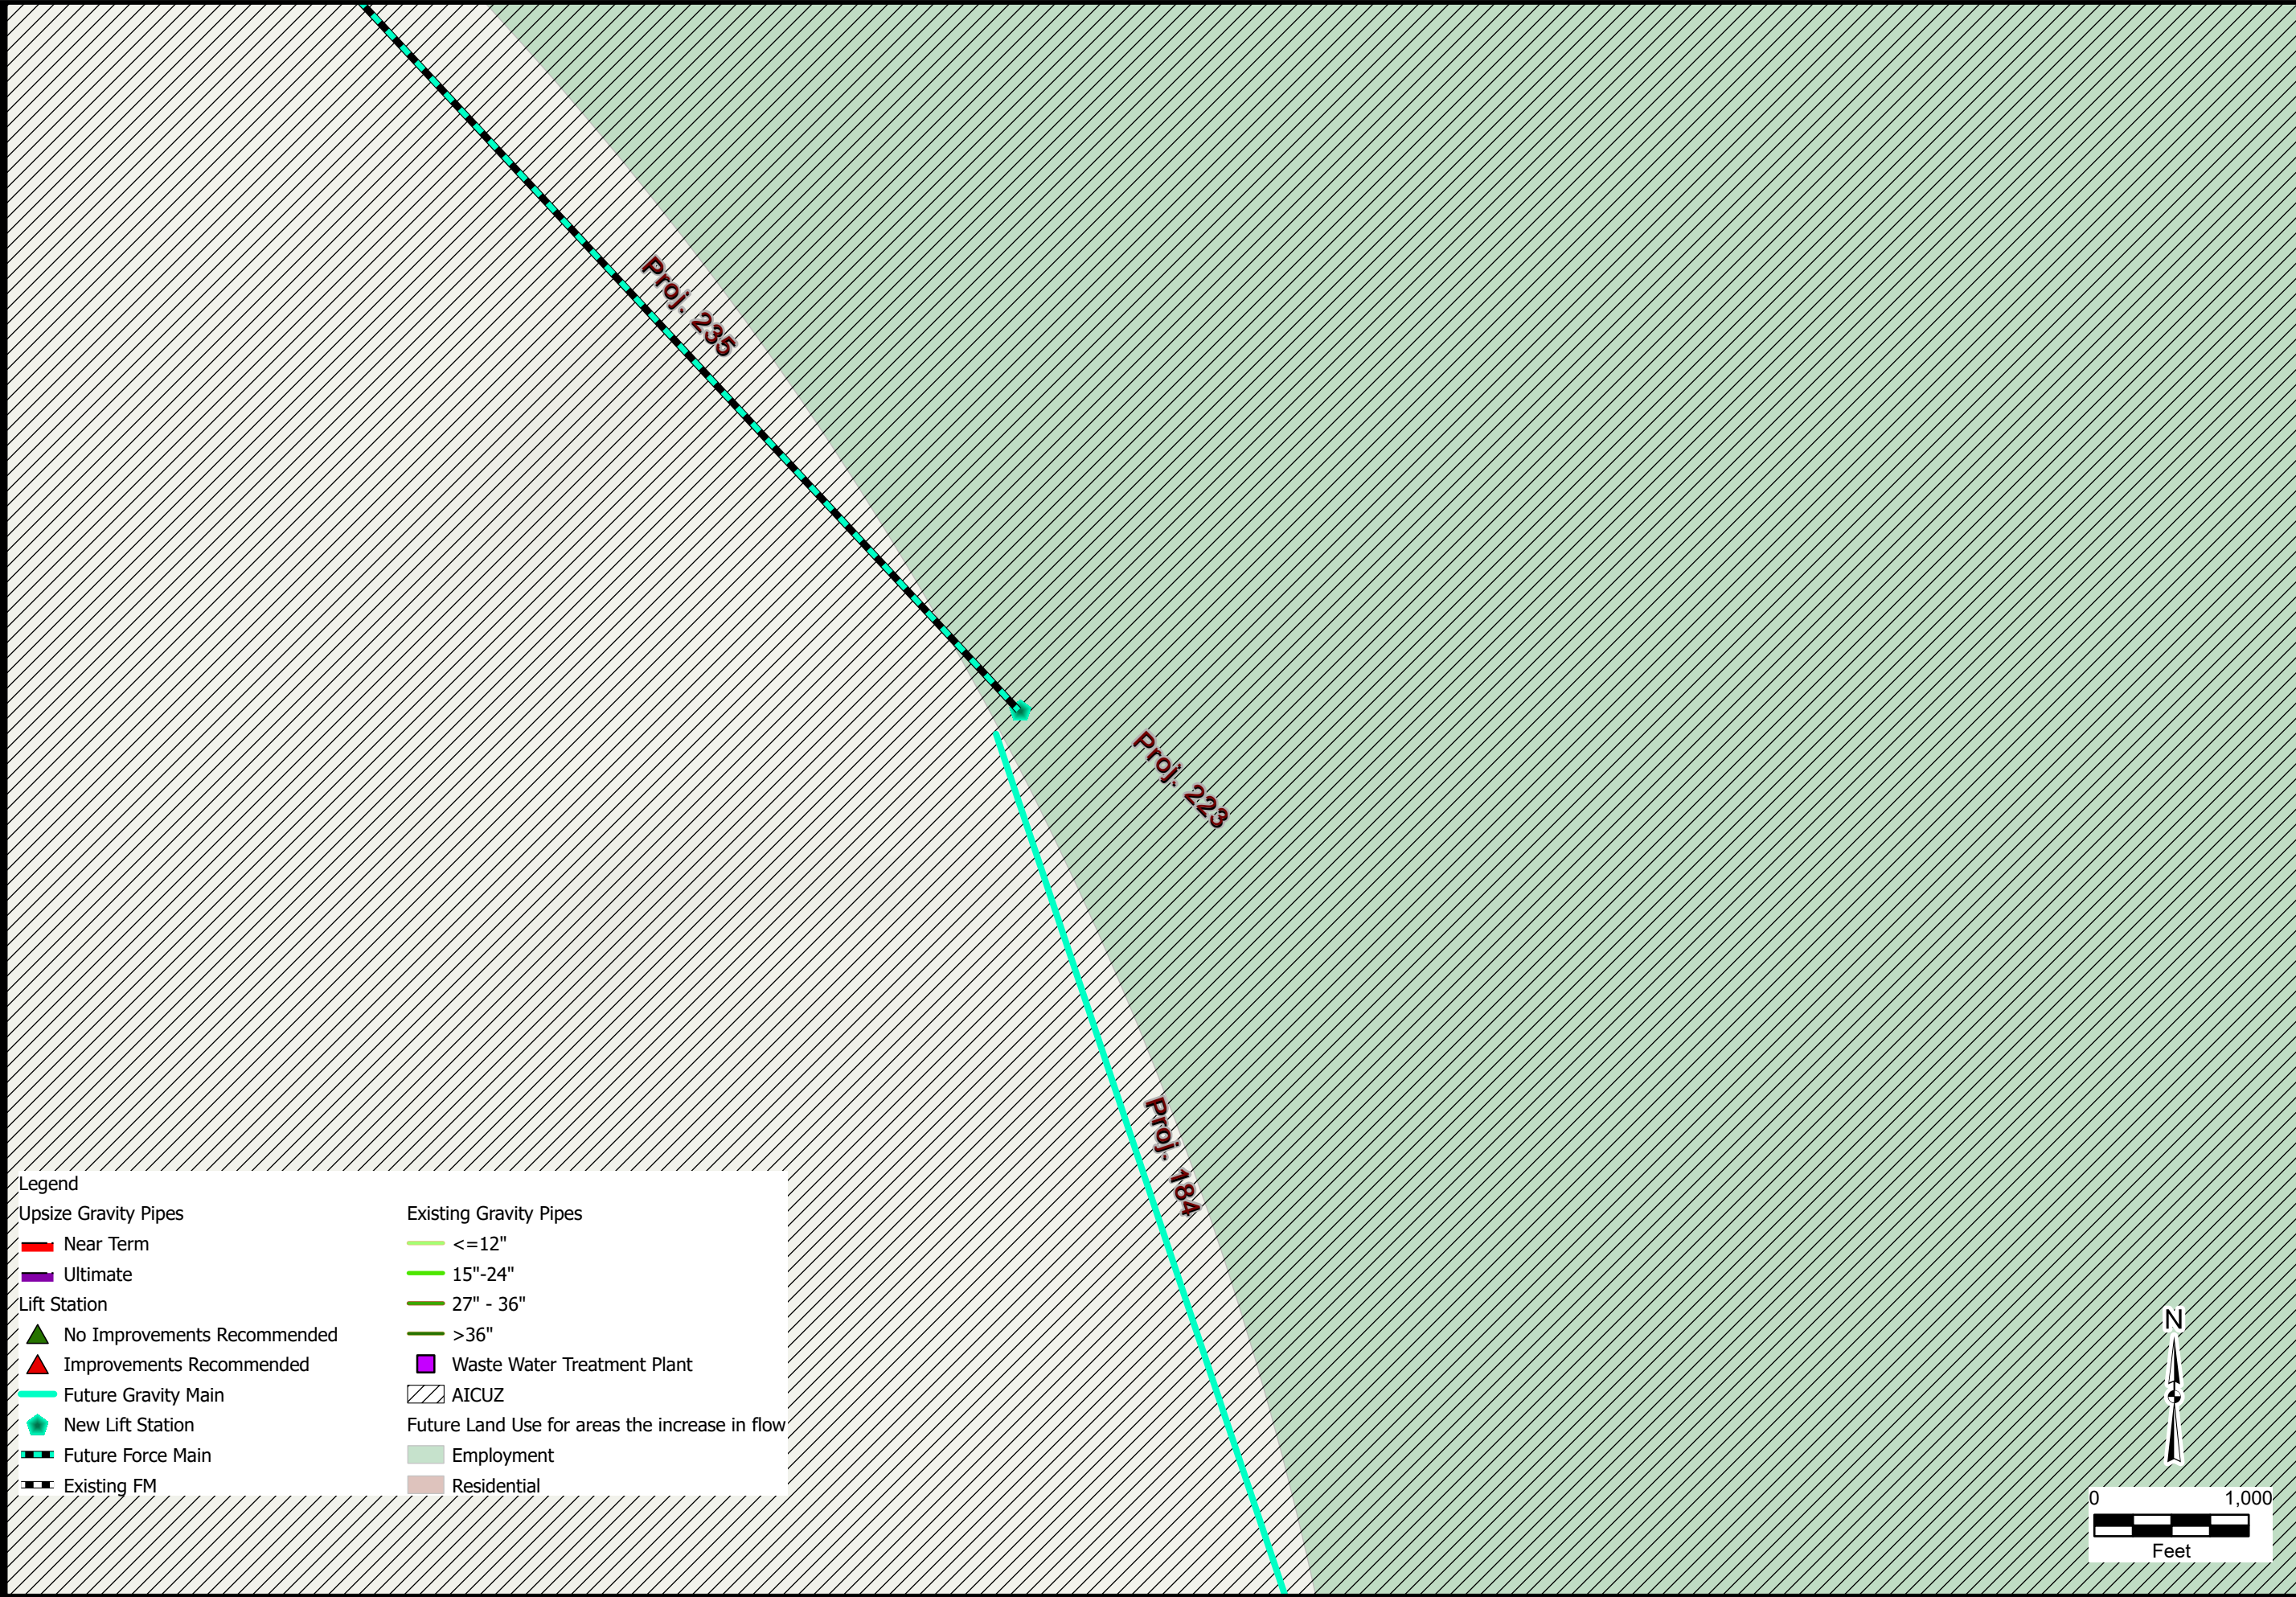 Proj. 235
Proj. 223
Proj. 184
Legend
Upsize Gravity Pipes
Near Term
Ultimate
Lift Station
No Improvements Recommended
Improvements Recommended
Future Gravity Main
New Lift Station
Future Force Main
Existing FM
Existing Gravity Pipes
<=12"
15"-24"
27" - 36"
>36"
Waste Water Treatment Plant
AICUZ
Future Land Use for areas the increase in flow
Employment
Residential
N
0 1,000
Feet